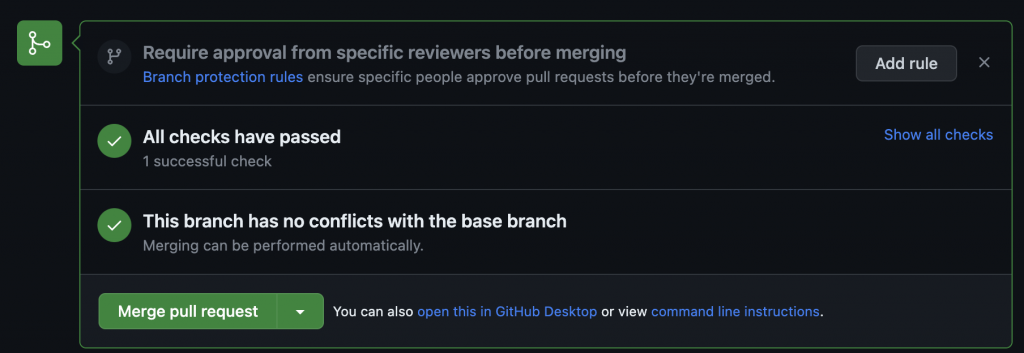 Require approval from specific reviewers before merging
Branch protection rules ensure specific people approve pull requests before they're merged.
Add rule
All checks have passed
Show all checks
1 successful check
This branch has no conflicts with the base branch
Merging can be performed automatically.
Merge pull request
You can also open this in GitHub Desktop or view command line instructions.